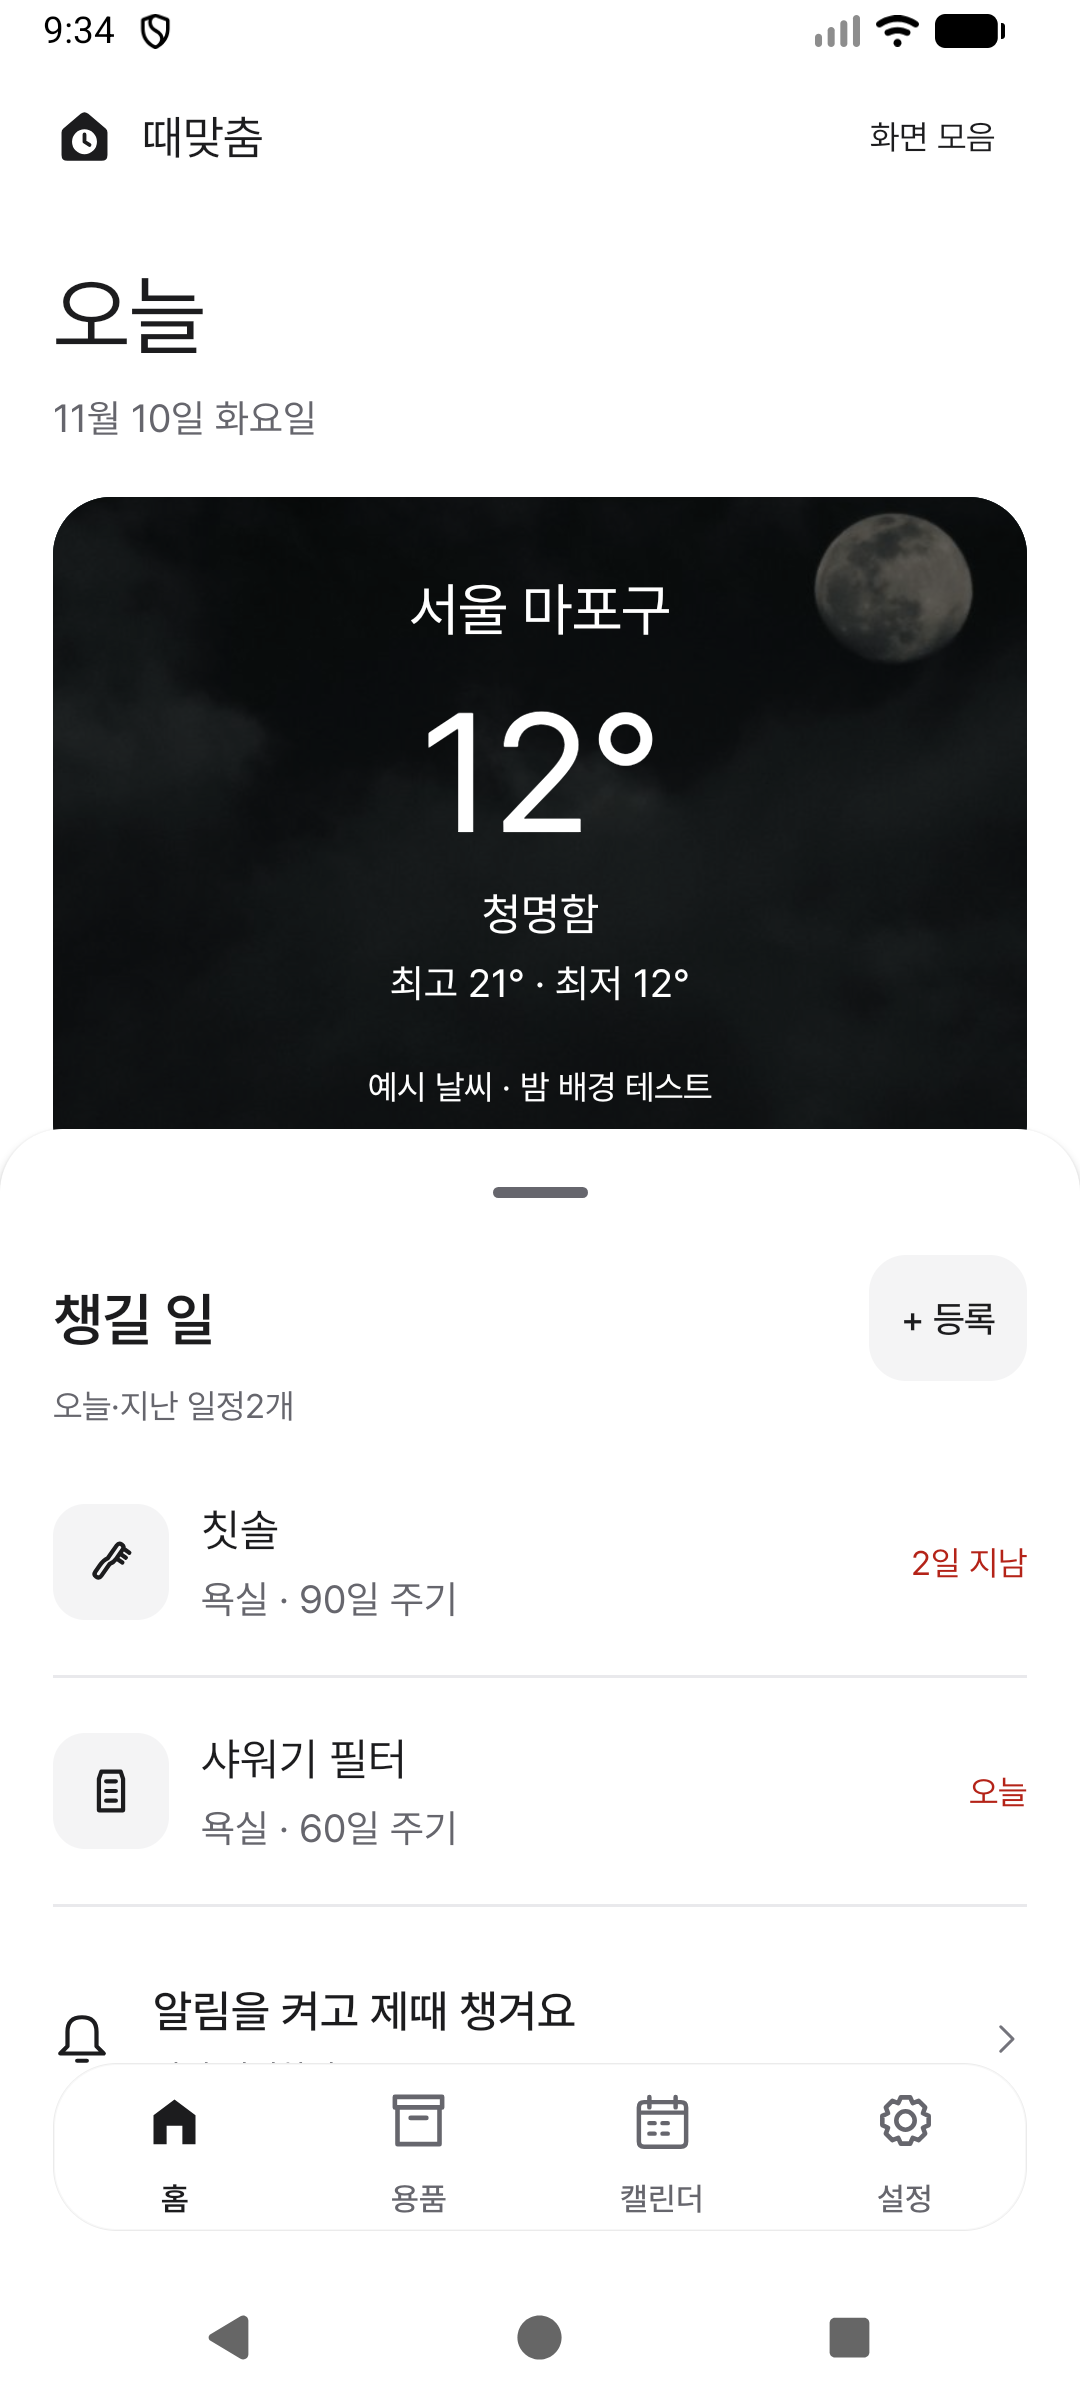 9:34
때맞춤
화면 모음
오늘
11월 10일 화요일
서울 마포구
12°
청명함
최고 21° · 최저 12°
예시 날씨 · 밤 배경 테스트
챙길 일
+ 등록
오늘·지난 일정2개
칫솔
욕실 · 90일 주기
2일 지남
샤워기 필터
욕실 · 60일 주기
오늘
알림을 켜고 제때 챙겨요
홈
용품
캘린더
설정